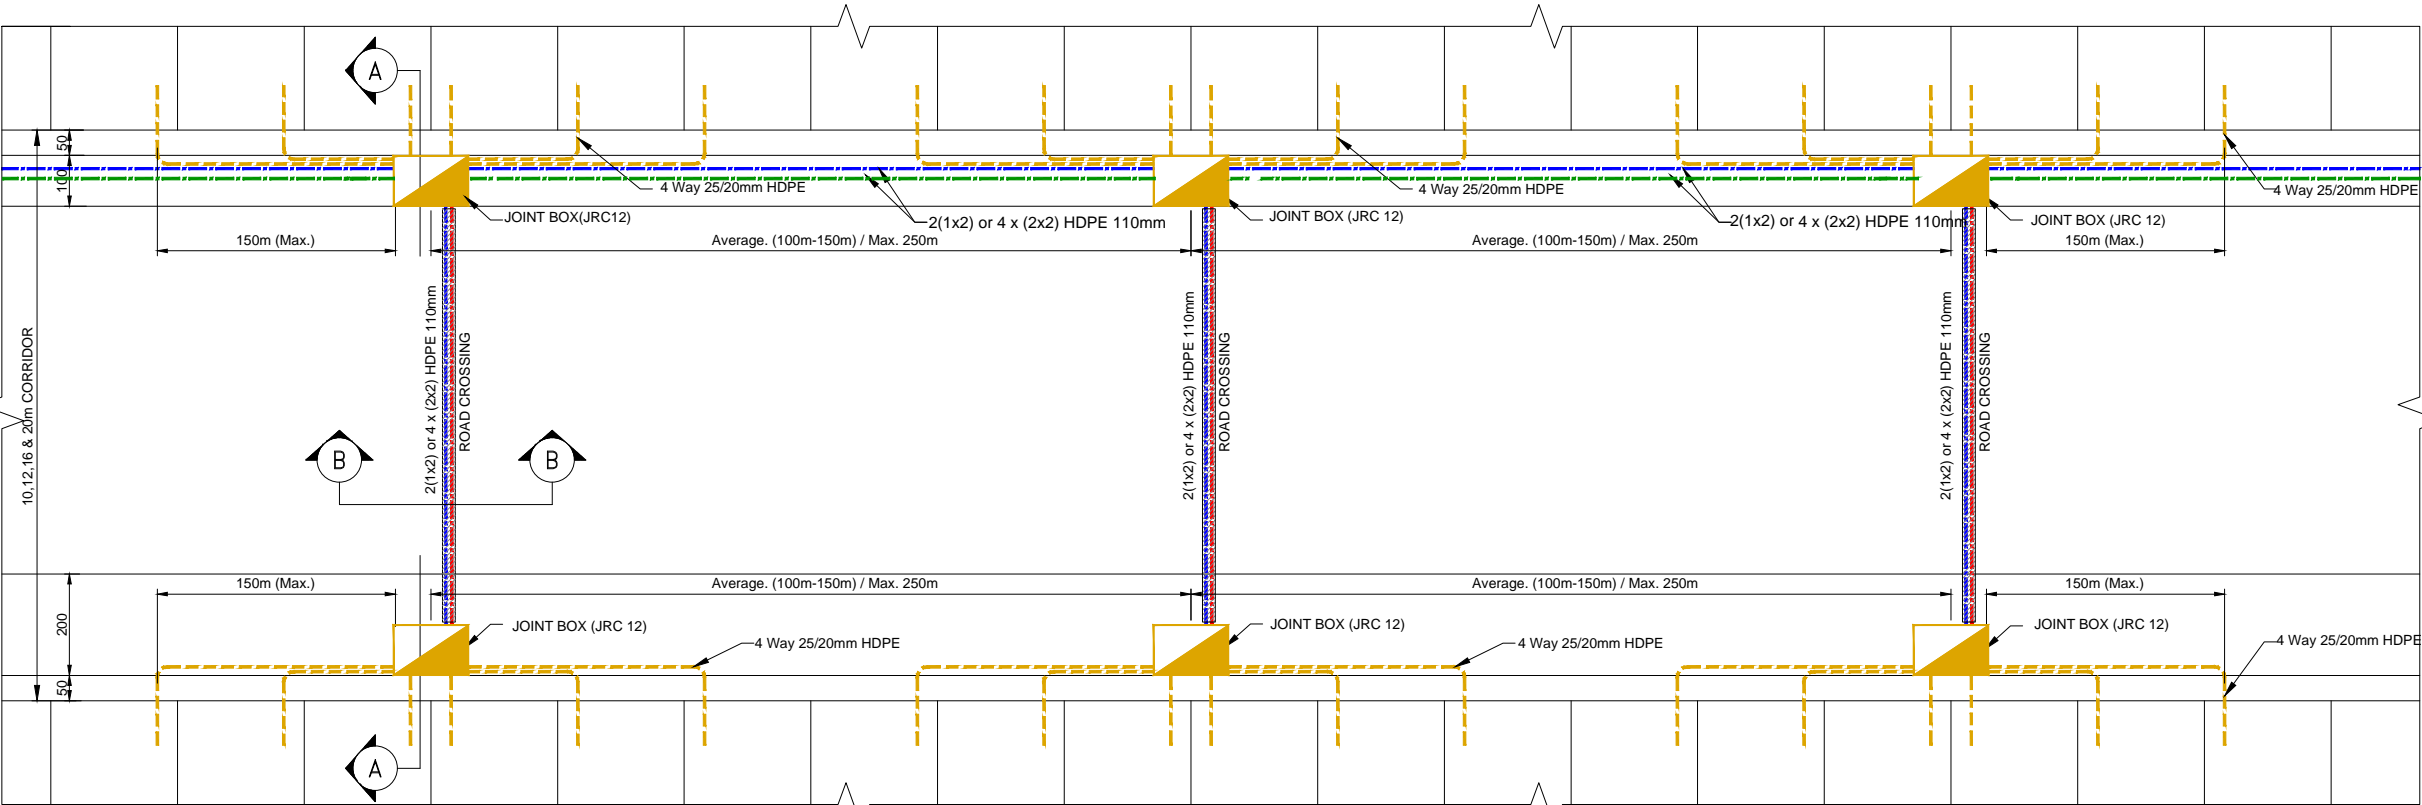 A
50
100
4 Way 25/20mm HDPE
4 Way 25/20mm HDPE
4 Way 25/20mm HDPE
JOINT BOX(JRC12)
2(1x2) or 4 x (2x2) HDPE 110mm
JOINT BOX (JRC 12)
2(1x2) or 4 x (2x2) HDPE 110mm
JOINT BOX (JRC 12)
150m (Max.)
Average. (100m-150m) / Max. 250m
Average. (100m-150m) / Max. 250m
150m (Max.)
10,12,16 & 20m CORRIDOR
2(1x2) or 4 x (2x2) HDPE 110mm
ROAD CROSSING
2(1x2) or 4 x (2x2) HDPE 110mm
ROAD CROSSING
2(1x2) or 4 x (2x2) HDPE 110mm
ROAD CROSSING
B
B
150m (Max.)
Average. (100m-150m) / Max. 250m
Average. (100m-150m) / Max. 250m
150m (Max.)
200
JOINT BOX (JRC 12)
4 Way 25/20mm HDPE
JOINT BOX (JRC 12)
4 Way 25/20mm HDPE
JOINT BOX (JRC 12)
4 Way 25/20mm HDPE
50
A